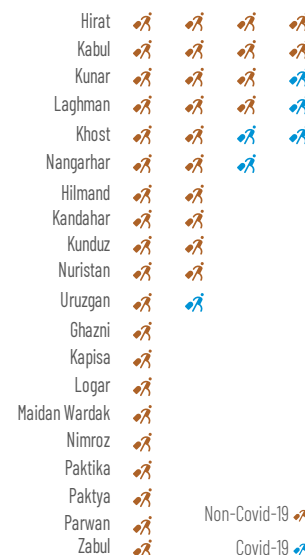 Hirat
Kabul
Kunar
Laghman
Khost
Nangarhar
Hilmand
Kandahar
Kunduz
Nuristan
Uruzgan
Ghazni
Kapisa
Logar
Maidan Wardak
Nimroz
Paktika
Paktya
Non-Covid-19
Parwan
Zabul
Covid-19